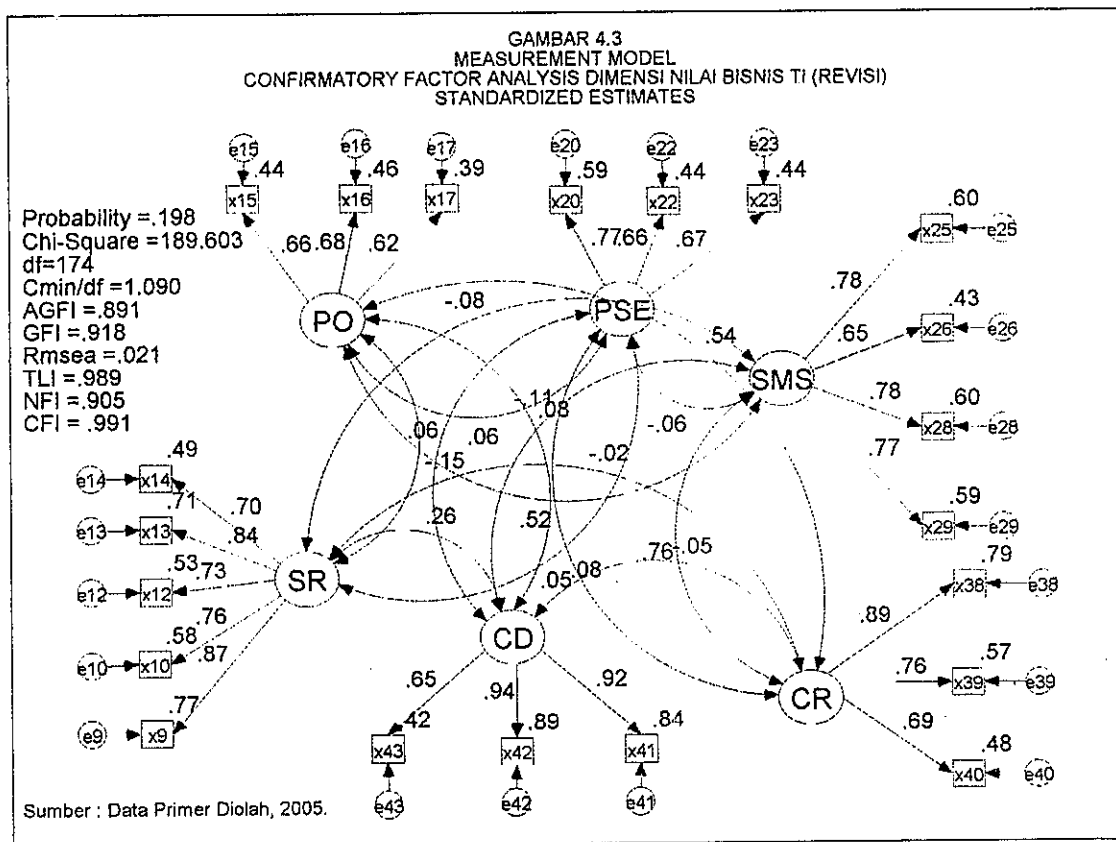 GAMBAR 4.3
MEASUREMENT MODEL
CONFIRMATORY FACTOR ANALYSIS DIMENSI NILAI BISNIS TI (REVISI)
STANDARDIZED ESTIMATES
e15 e16 e17 e20 e22 e23
.44 .46 .39 .59 .44 .44
x15 x16 x17 x20 x22 x23
.66 .68 .62 .77 .66 .67
Probability =.198
Chi-Square =189.603
df=174
Cmin/df =1.090
AGFI =.891
GFI =.918
Rmsea =.021
TLI =.989
NFI =.905
CFI =.991
.60
x25 e25
.78
.43
x26 e26
.65
.60
x28 e28
.78
.77
.59
x29 e29
PO PSE SMS
-.08 .54
-.11 .08 -.06
.06 .06 -.15 -.02
.26 .52 .76 -.05
.05 .08
.49
e14 x14
.70
.71
e13 x13
.84
.53
e12 x12
.73
.76
.58
e10 x10
.87
.77
e9 x9
SR CD CR
.79
x38 e38
.89
.57
.76 x39 e39
.69
.48
x40 e40
.65 .94 .92
.42 .89 .84
x43 x42 x41
e43 e42 e41
Sumber : Data Primer Diolah, 2005.